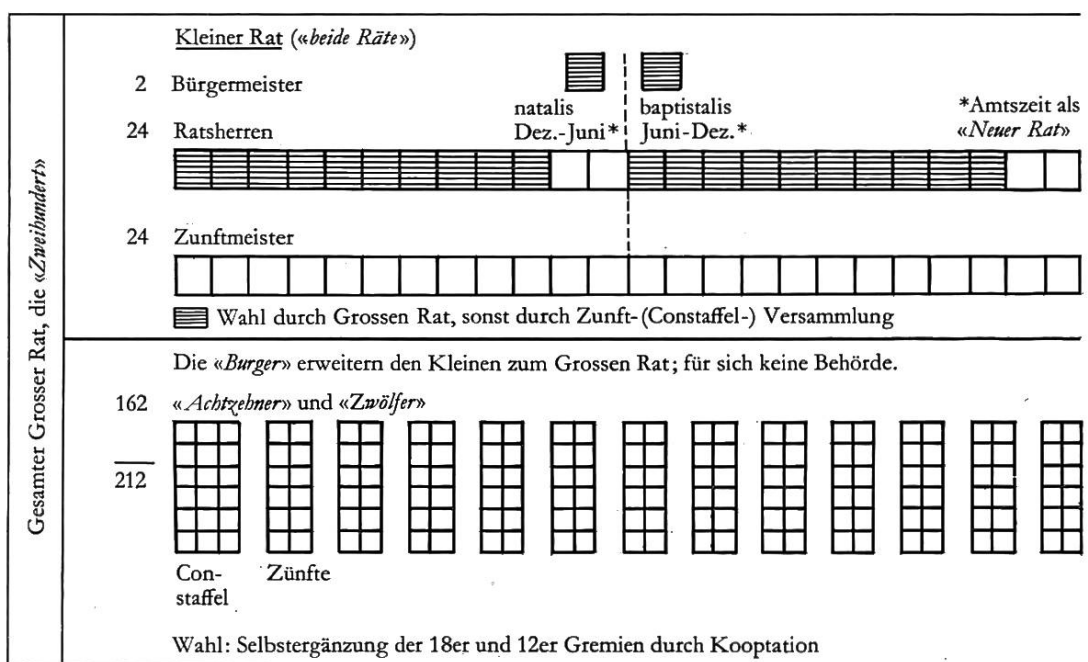 Gesamter Grosser Rat, die «Zweihundert»
Kleiner Rat («beide Räte»)
2 Bürgermeister
natalis baptistalis *Amtszeit als
24 Ratsherren Dez.-Juni* Juni-Dez.* «Neuer Rat»
24 Zunftmeister
Wahl durch Grossen Rat, sonst durch Zunft-(Constaffel-) Versammlung
Die «Burger» erweitern den Kleinen zum Grossen Rat; für sich keine Behörde.
162 «Achtzehner» und «Zwölfer»
212
Con- Zünfte
staffel
Wahl: Selbstergänzung der 18er und 12er Gremien durch Kooptation